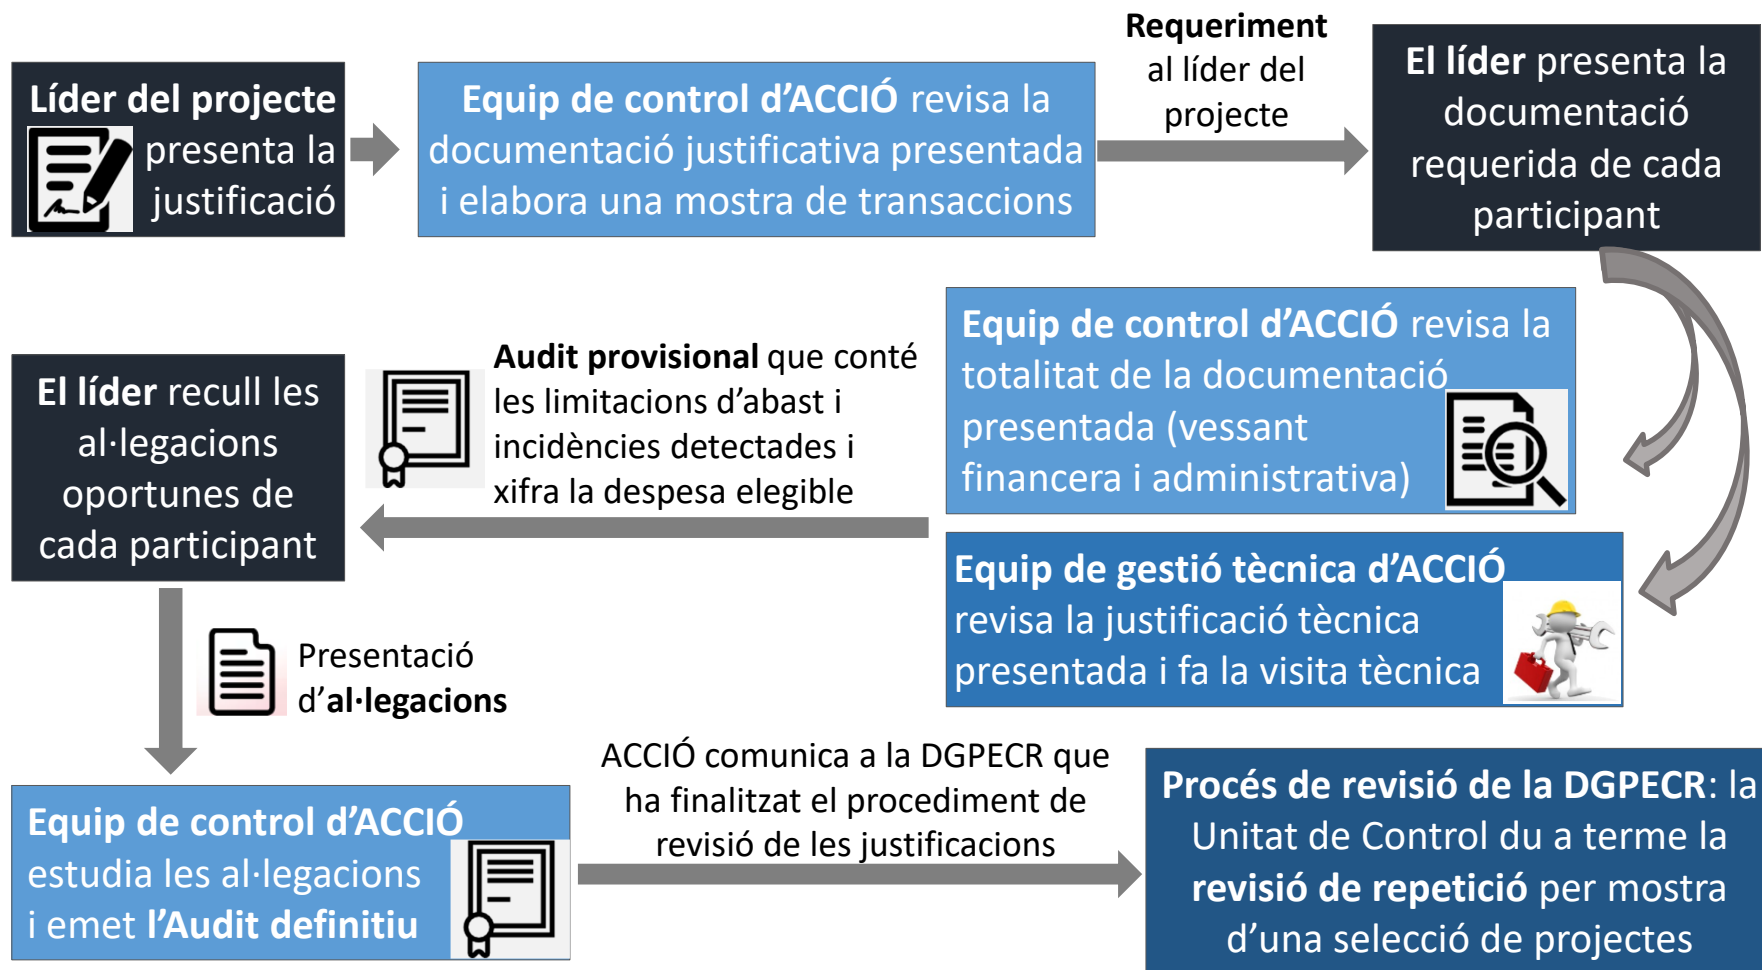 Líder del projecte
presenta la
justificació
Equip de control d’ACCIÓ revisa la
documentació justificativa presentada
i elabora una mostra de transaccions
Requeriment
al líder del
projecte
El líder presenta la
documentació
requerida de cada
participant
Equip de control d’ACCIÓ revisa la
totalitat de la documentació
presentada (vessant
financera i administrativa)
Equip de gestió tècnica d’ACCIÓ
revisa la justificació tècnica
presentada i fa la visita tècnica
Audit provisional que conté
les limitacions d’abast i
incidències detectades i
xifra la despesa elegible
El líder recull les
al·legacions
oportunes de
cada participant
Presentació
d’al·legacions
Equip de control d’ACCIÓ
estudia les al·legacions
i emet l’Audit definitiu
ACCIÓ comunica a la DGPECR que
ha finalitzat el procediment de
revisió de les justificacions
Procés de revisió de la DGPECR: la
Unitat de Control du a terme la
revisió de repetició per mostra
d’una selecció de projectes